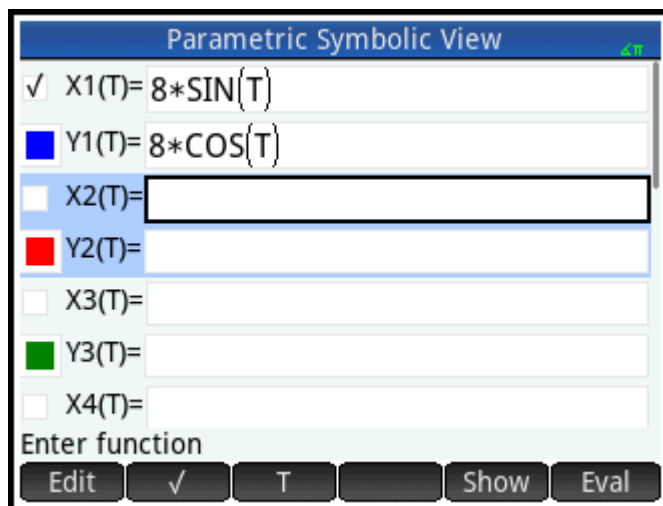 Parametric Symbolic View
∡π
√ X1(T)= 8*SIN(T)
Y1(T)= 8*COS(T)
X2(T)=
Y2(T)=
X3(T)=
Y3(T)=
X4(T)=
Enter function
Edit √ T Show Eval